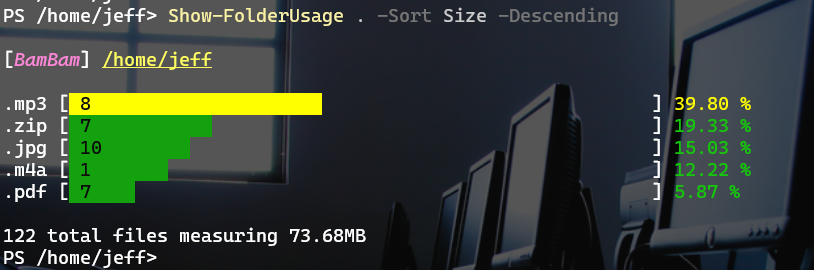 PS /home/jeff> Show-FolderUsage . -Sort Size -Descending
[BamBam] /home/jeff
.mp3 [ 8 ] 39.80 %
.zip [ 7 ] 19.33 %
.jpg [ 10 ] 15.03 %
.m4a [ 1 ] 12.22 %
.pdf [ 7 ] 5.87 %
122 total files measuring 73.68MB
PS /home/jeff>